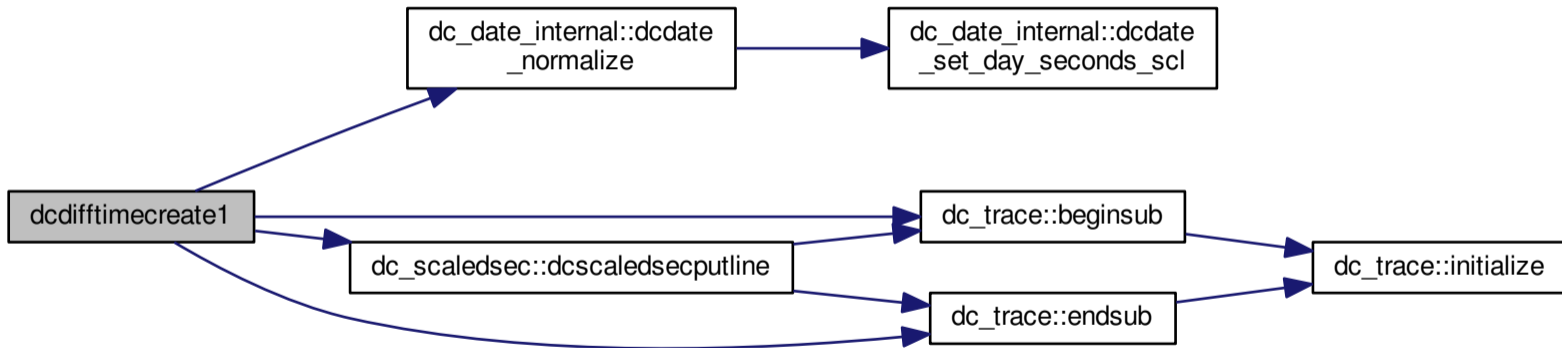 dc_date_internal::dcdate
_normalize
dc_date_internal::dcdate
_set_day_seconds_scl
dcdifftimecreate1
dc_trace::beginsub
dc_scaledsec::dcscaledsecputline
dc_trace::initialize
dc_trace::endsub